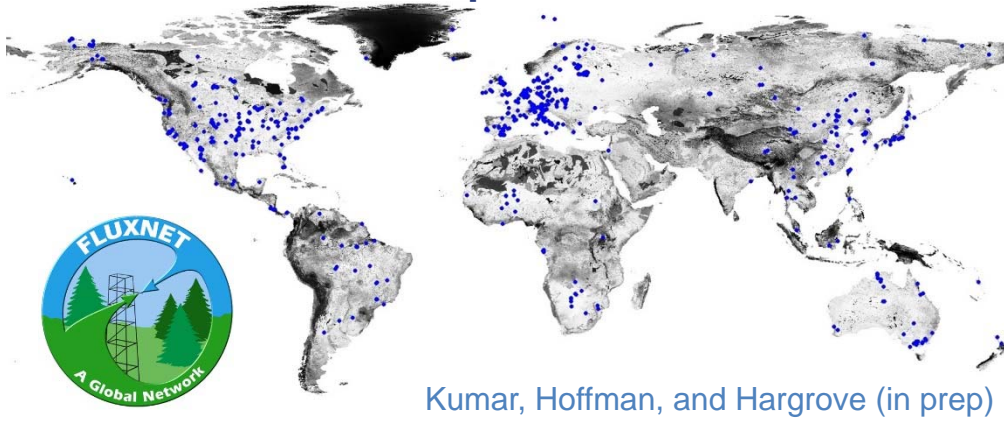 FLUXNET
A Global Network
Kumar, Hoffman, and Hargrove (in prep)